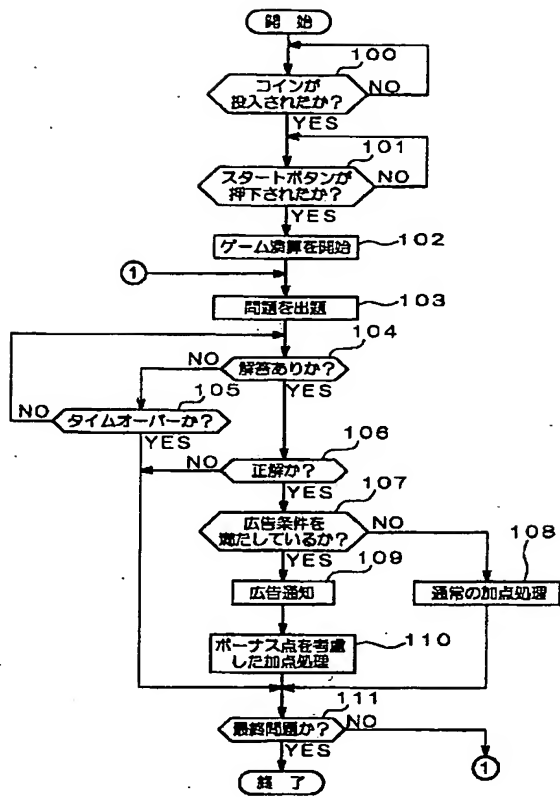 開 始
100
コインが
投入されたか?
NO
YES
101
スタートボタンが
押下されたか?
NO
YES
ゲーム演算を開始
102
①
問題を出題
103
104
NO
解答ありか?
YES
105
NO
タイムオーバーか?
YES
106
NO
正解か?
YES
107
広告条件を
満たしているか?
NO
YES
108
109
広告通知
通常の加点処理
ボーナス点を考慮
した加点処理
110
111
最終問題か?
NO
YES
①
終 了